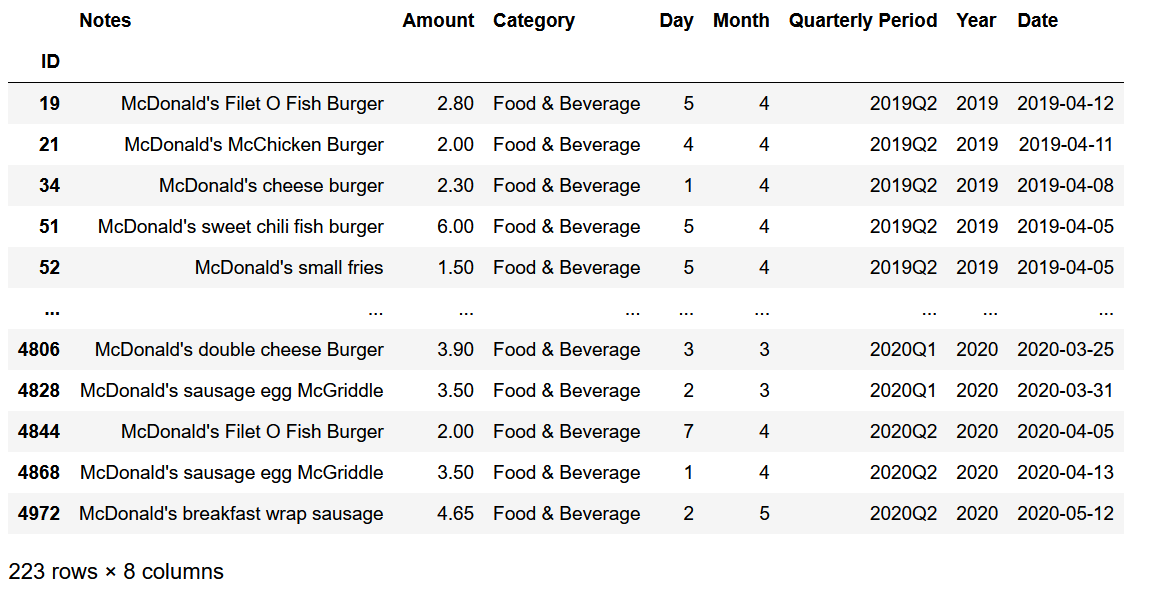 Notes Amount Category Day Month Quarterly Period Year Date
ID
19 McDonald's Filet O Fish Burger 2.80 Food & Beverage 5 4 2019Q2 2019 2019-04-12
21 McDonald's McChicken Burger 2.00 Food & Beverage 4 4 2019Q2 2019 2019-04-11
34 McDonald's cheese burger 2.30 Food & Beverage 1 4 2019Q2 2019 2019-04-08
51 McDonald's sweet chili fish burger 6.00 Food & Beverage 5 4 2019Q2 2019 2019-04-05
52 McDonald's small fries 1.50 Food & Beverage 5 4 2019Q2 2019 2019-04-05
... ... ... ... ... ... ... ... ...
4806 McDonald's double cheese Burger 3.90 Food & Beverage 3 3 2020Q1 2020 2020-03-25
4828 McDonald's sausage egg McGriddle 3.50 Food & Beverage 2 3 2020Q1 2020 2020-03-31
4844 McDonald's Filet O Fish Burger 2.00 Food & Beverage 7 4 2020Q2 2020 2020-04-05
4868 McDonald's sausage egg McGriddle 3.50 Food & Beverage 1 4 2020Q2 2020 2020-04-13
4972 McDonald's breakfast wrap sausage 4.65 Food & Beverage 2 5 2020Q2 2020 2020-05-12
223 rows × 8 columns